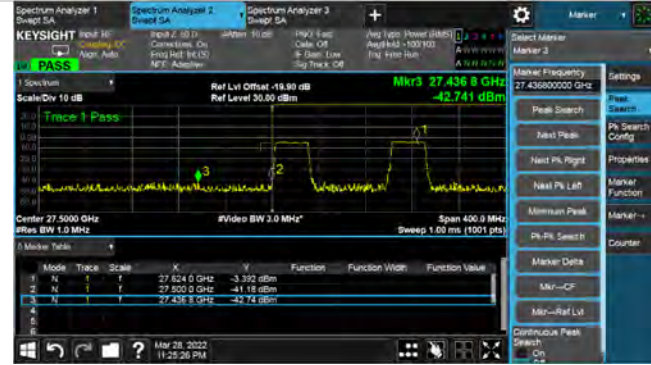 Spectrum Analyzer 1
Swept SA
Spectrum Analyzer 2
Swept SA
Spectrum Analyzer 3
Swept SA
+
Marker
KEYSIGHT Input: RF
Coupling: DC
Align: Auto
Input Z: 50 Ω
Corrections: On
Freq Ref: Int (S)
NFE: Adaptive
#Atten: 10 dB
PNO: Fast
Gate: Off
IF Gain: Low
Sig Track: Off
Avg Type: Power (RMS)
Avg|Hold: >100/100
Trig: Free Run
PASS
Select Marker
Marker 3
1 Spectrum
Scale/Div 10 dB
Ref Lvl Offset -19.90 dB
Ref Level 30.00 dBm
Mkr3 27.436 8 GHz
-42.741 dBm
Trace 1 Pass
1
2
3
Center 27.5000 GHz
#Res BW 1.0 MHz
#Video BW 3.0 MHz*
Span 400.0 MHz
Sweep 1.00 ms (1001 pts)
Marker Table
Mode Trace Scale X Y Function Function Width Function Value
1 N 1 f 27.624 0 GHz -3.392 dBm
2 N 1 f 27.500 0 GHz -41.18 dBm
3 N 1 f 27.436 8 GHz -42.74 dBm
4
5
6
Marker Frequency
27.436800000 GHz
Peak Search
Next Peak
Next Pk Right
Next Pk Left
Minimum Peak
Pk-Pk Search
Marker Delta
Mkr→CF
Mkr→Ref Lvl
Continuous Peak
Search
On
Off
Settings
Peak
Search
Pk Search
Config
Properties
Marker
Function
Marker→
Counter
?
Mar 28, 2022
11:25:26 PM